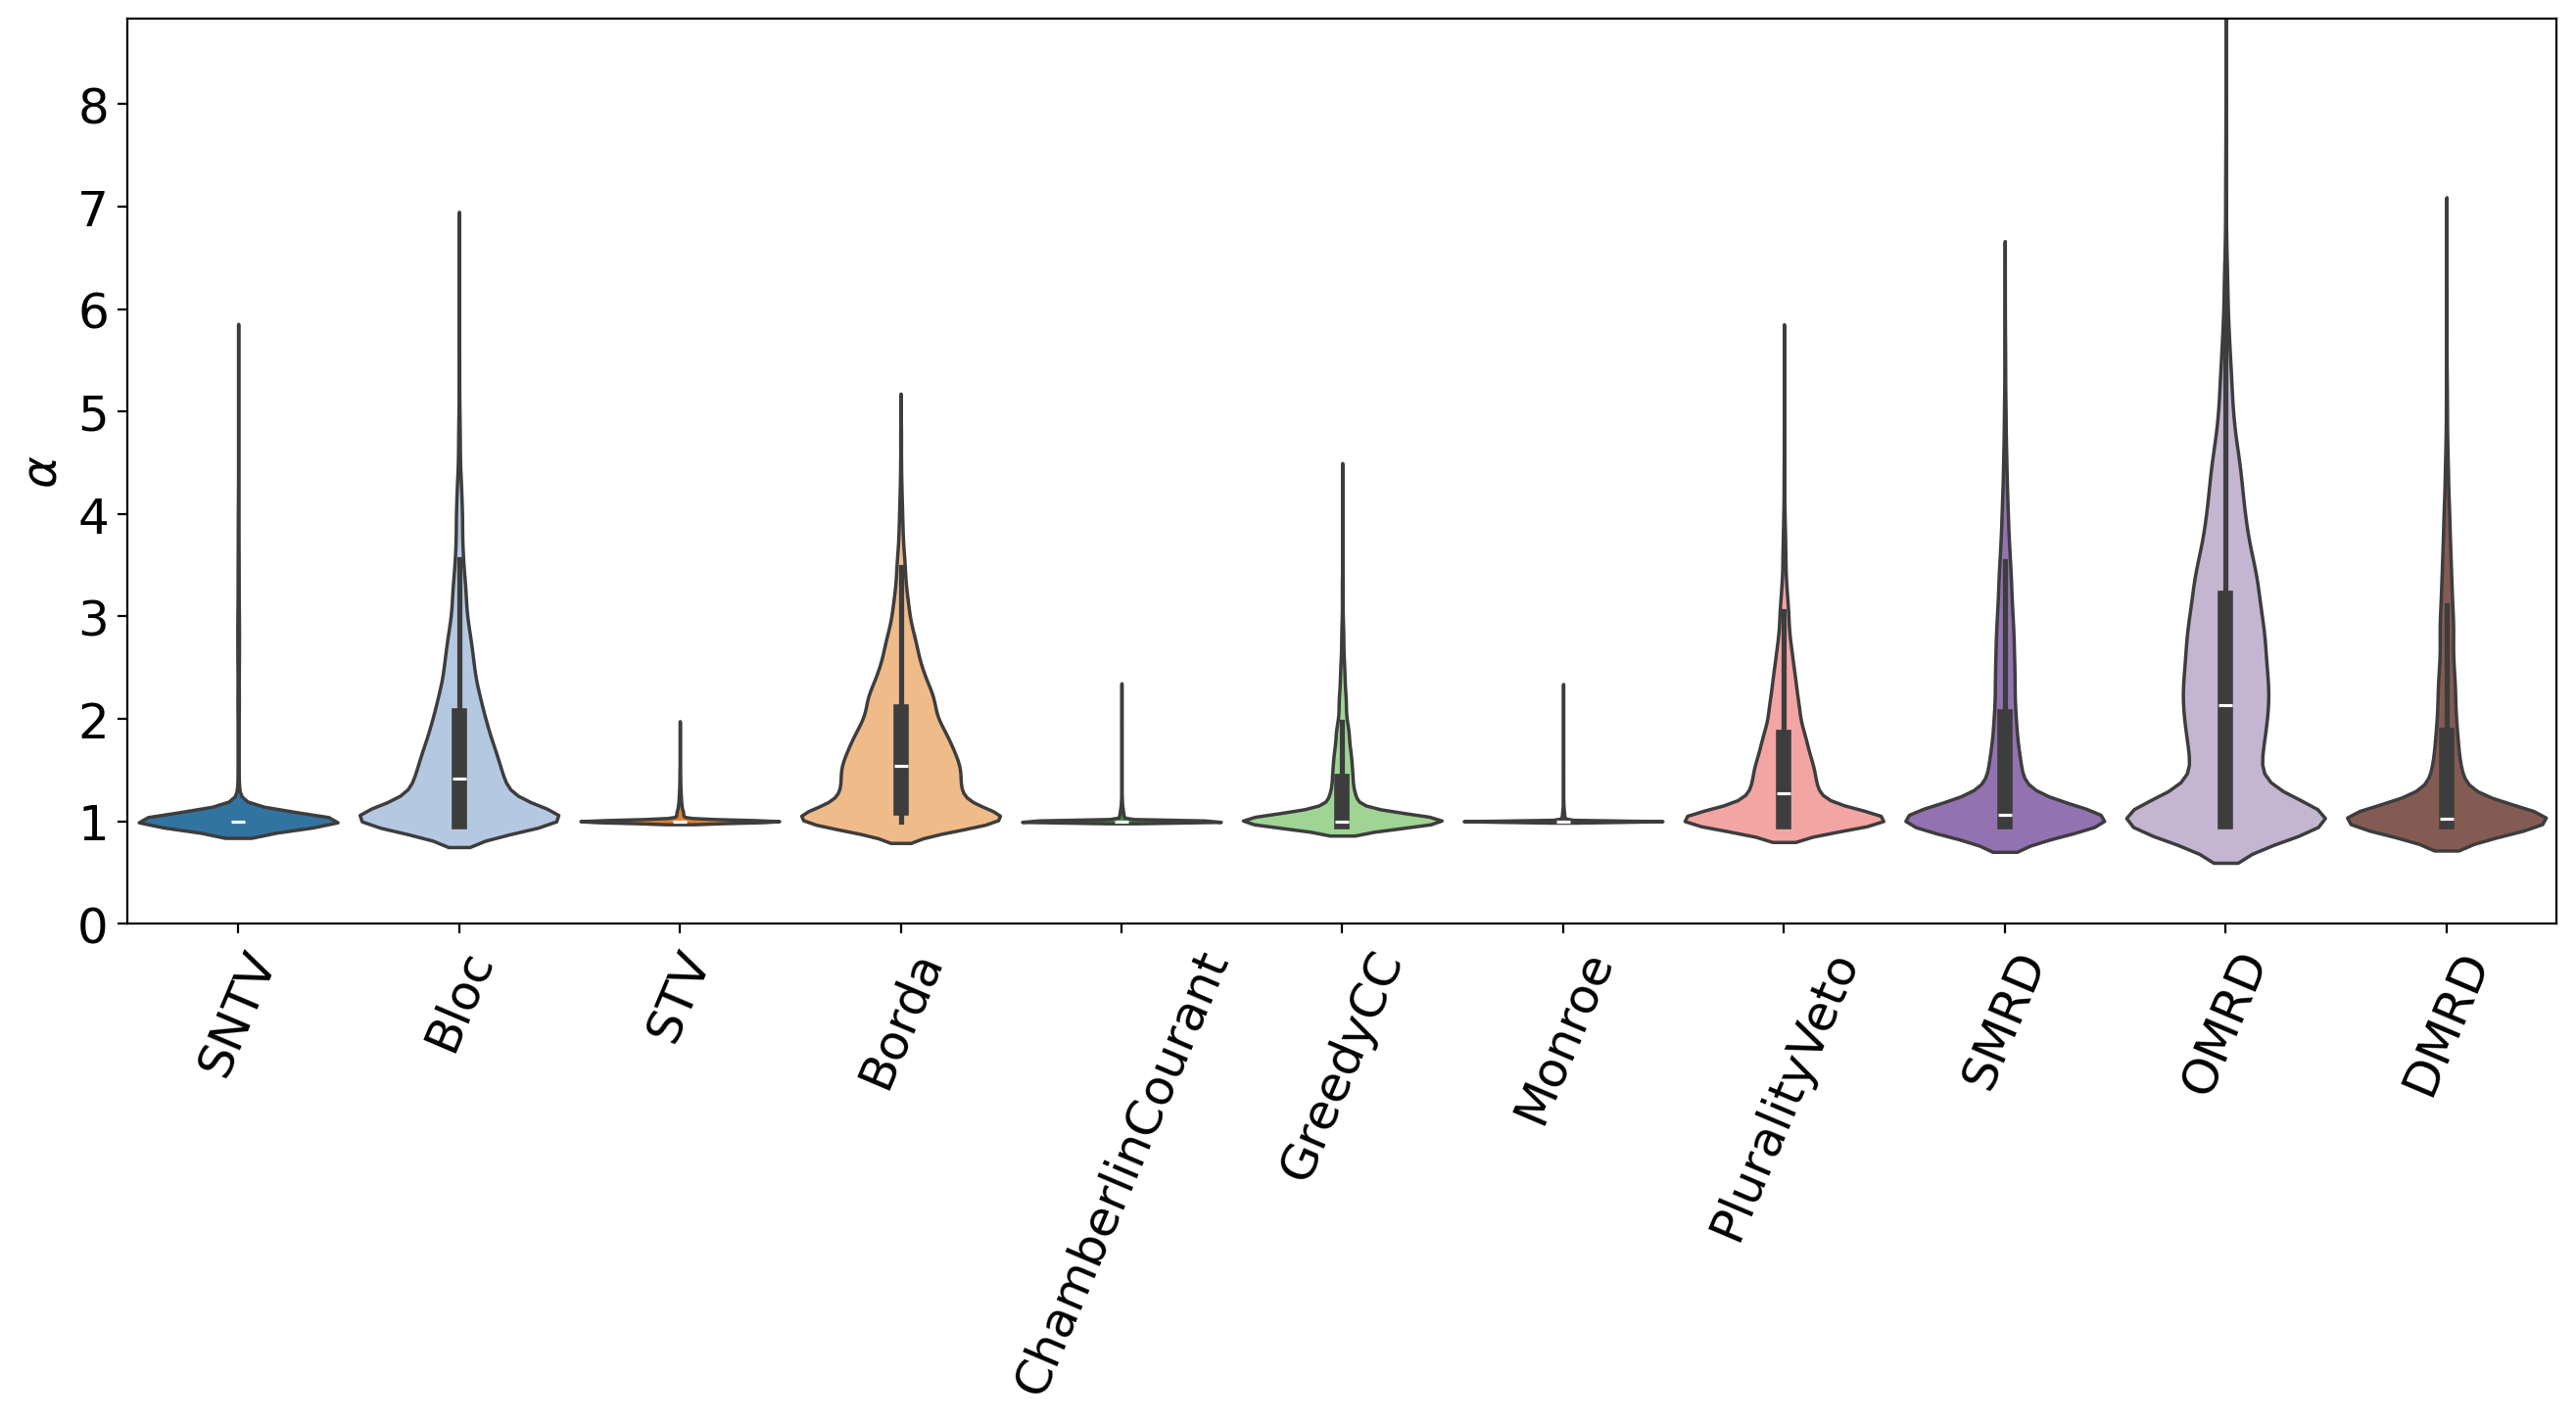 α
8
7
6
5
4
3
2
1
0
SNTV
Bloc
STV
Borda
ChamberlinCourant
GreedyCC
Monroe
PluralityVeto
SMRD
OMRD
DMRD